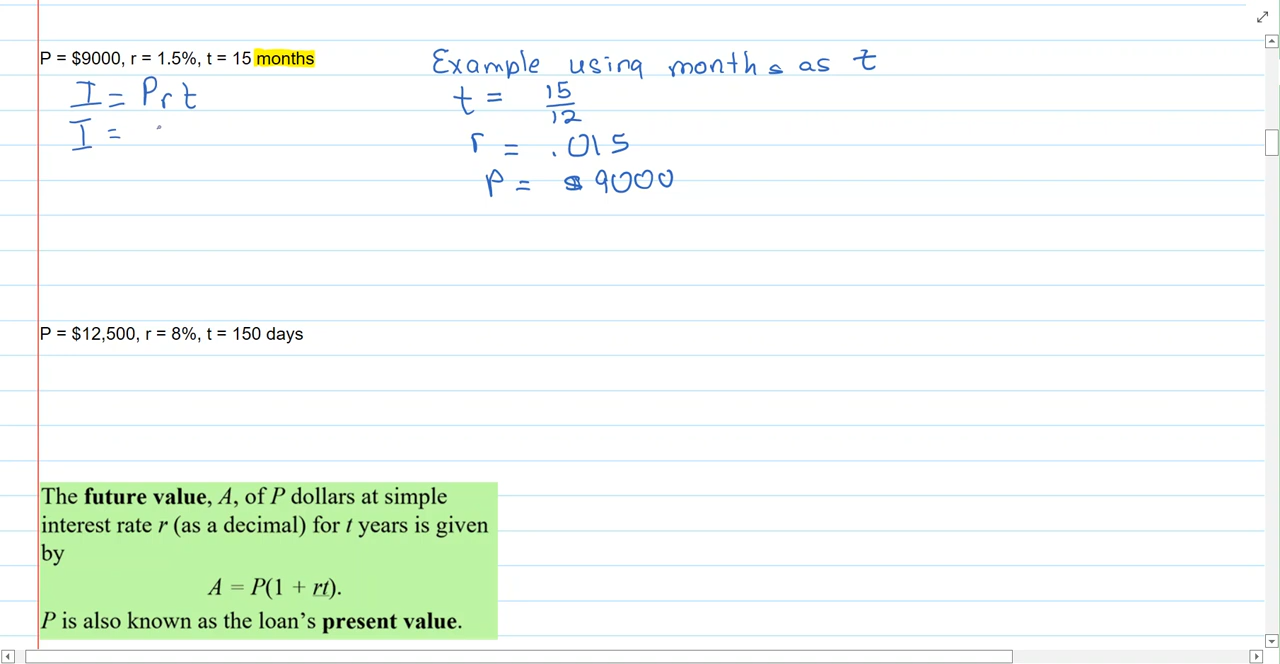 P = $9000, r = 1.5%, t = 15 months
Example using months as t
I = Prt
t = 15/12
I =
r = .015
P = $9000
P = $12,500, r = 8%, t = 150 days
The future value, A, of P dollars at simple
interest rate r (as a decimal) for t years is given
by
A = P(1 + rt).
P is also known as the loan's present value.